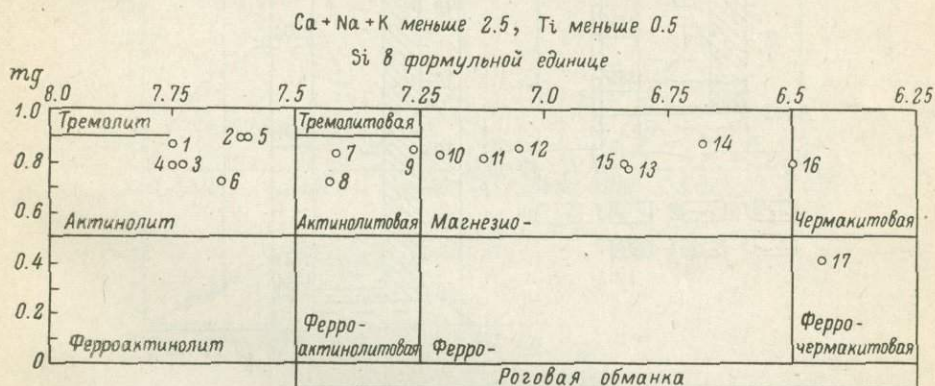 Ca + Na + K меньше 2.5, Ti меньше 0.5
Si в формульной единице
mg
8.0 7.75 7.5 7.25 7.0 6.75 6.5 6.25
1.0
Тремолит
Тремолитовая
1 2 5 7 9 10 11 12 14
0.8
4 3 15 13 16
6 8
0.6
Актинолит Актинолитовая Магнезио- Чермакитовая
0.4
17
0.2
Ферроактинолит Ферро-актинолитовая Ферро- Ферро-чермакитовая
0
Роговая обманка